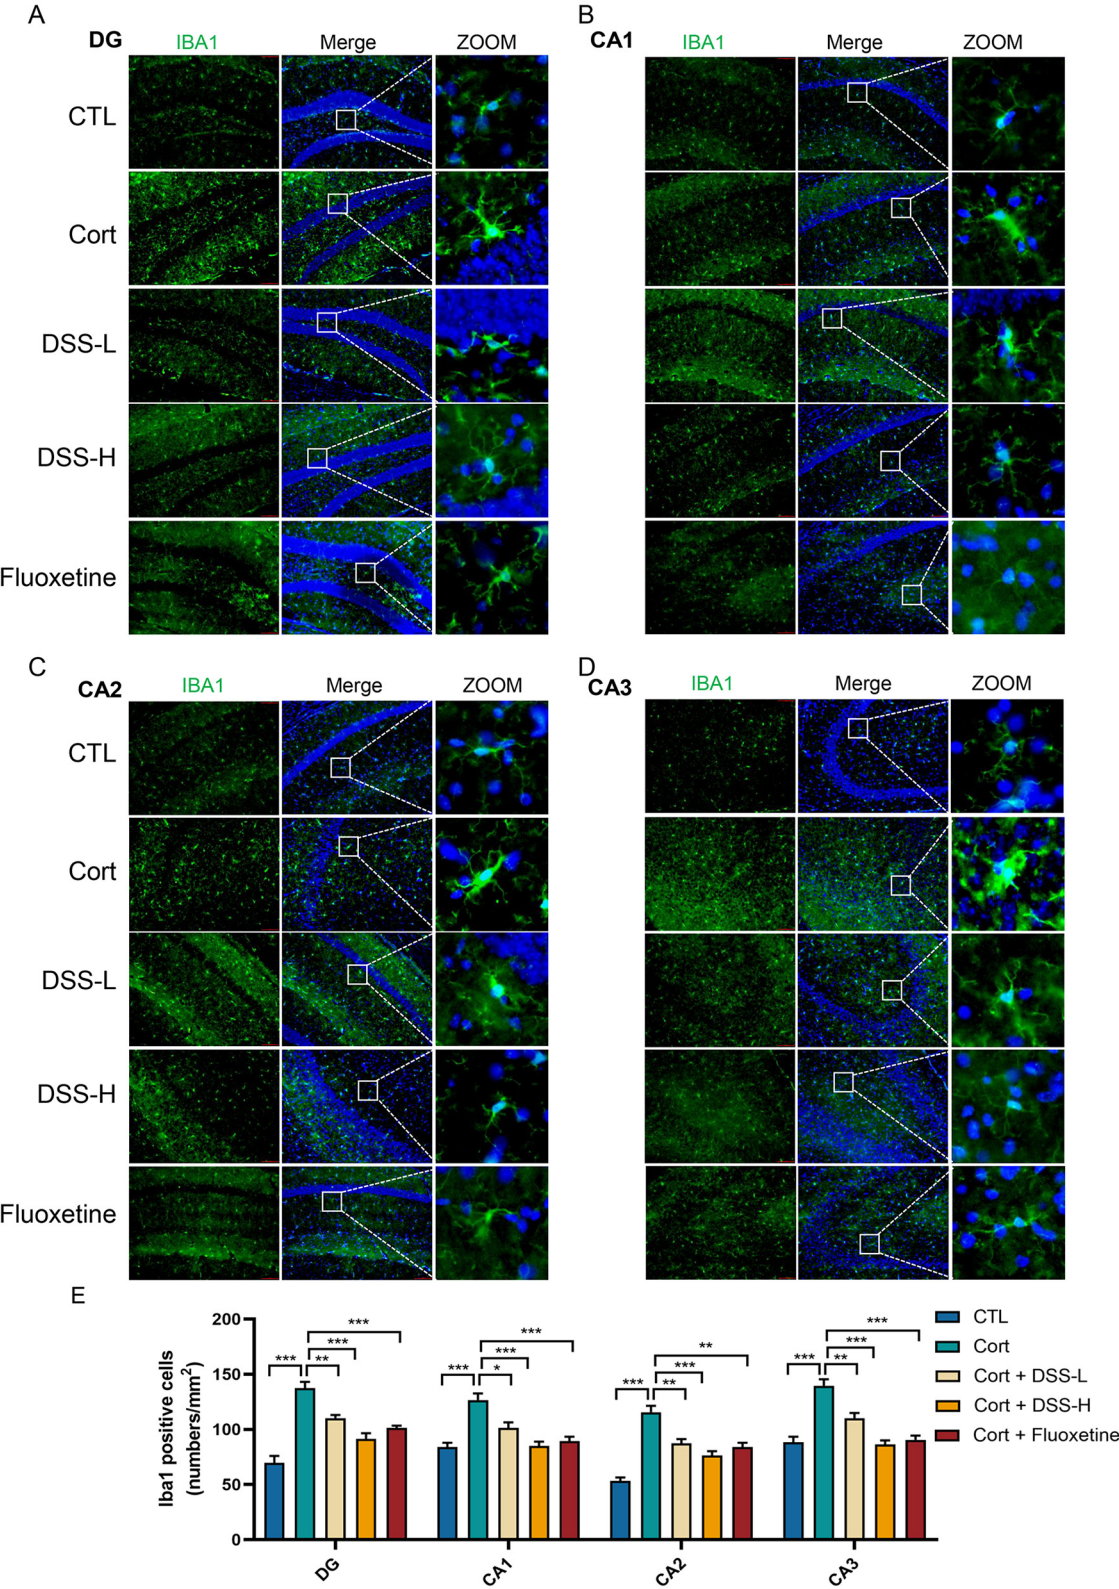 A
DG IBA1 Merge ZOOM
CTL
Cort
DSS-L
DSS-H
Fluoxetine
B
CA1 IBA1 Merge ZOOM
C
CA2 IBA1 Merge ZOOM
CTL
Cort
DSS-L
DSS-H
Fluoxetine
D
CA3 IBA1 Merge ZOOM
E
Iba1 positive cells
(numbers/mm2)
200
150
100
50
0
*** ** *** ***
*** * *** ***
*** ** *** **
*** ** *** ***
DG CA1 CA2 CA3
CTL
Cort
Cort + DSS-L
Cort + DSS-H
Cort + Fluoxetine